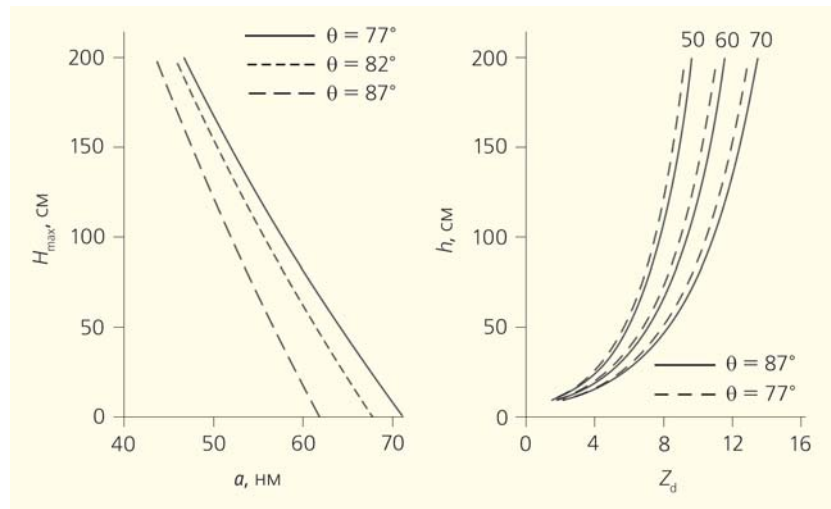 θ = 77°
θ = 82°
θ = 87°
200
150
100
50
0
40 50 60 70
H_max, см
a, нм
50 60 70
200
150
100
50
0
0 4 8 12 16
h, см
Z_d
θ = 87°
θ = 77°